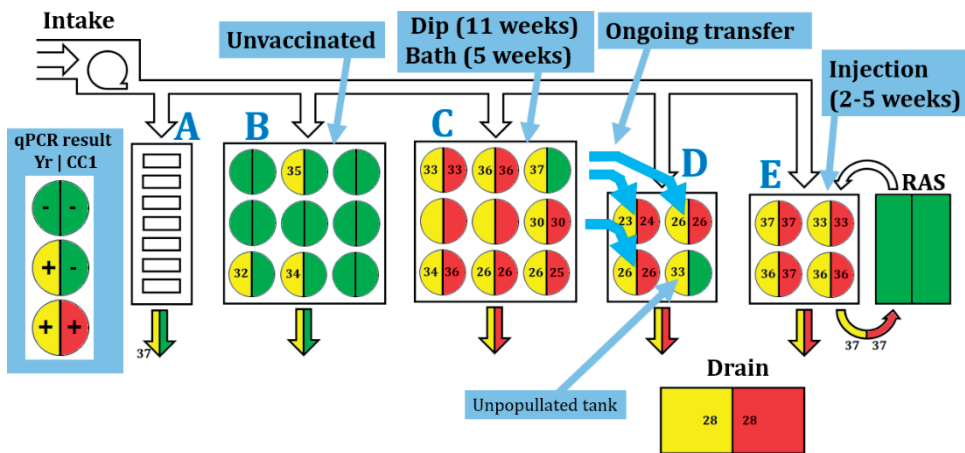 Intake
Unvaccinated
Dip (11 weeks)
Bath (5 weeks)
Ongoing transfer
Injection
(2-5 weeks)
qPCR result
Yr | CC1
- -
+ -
+ +
A
B
C
D
E
RAS
35
32
34
33 33
36 36
37
30 30
34 36
26 26
26 25
23 24
26 26
26 26
33
37 37
33 33
36 37
36 36
37
37 37
Unpopullated tank
Drain
28 28